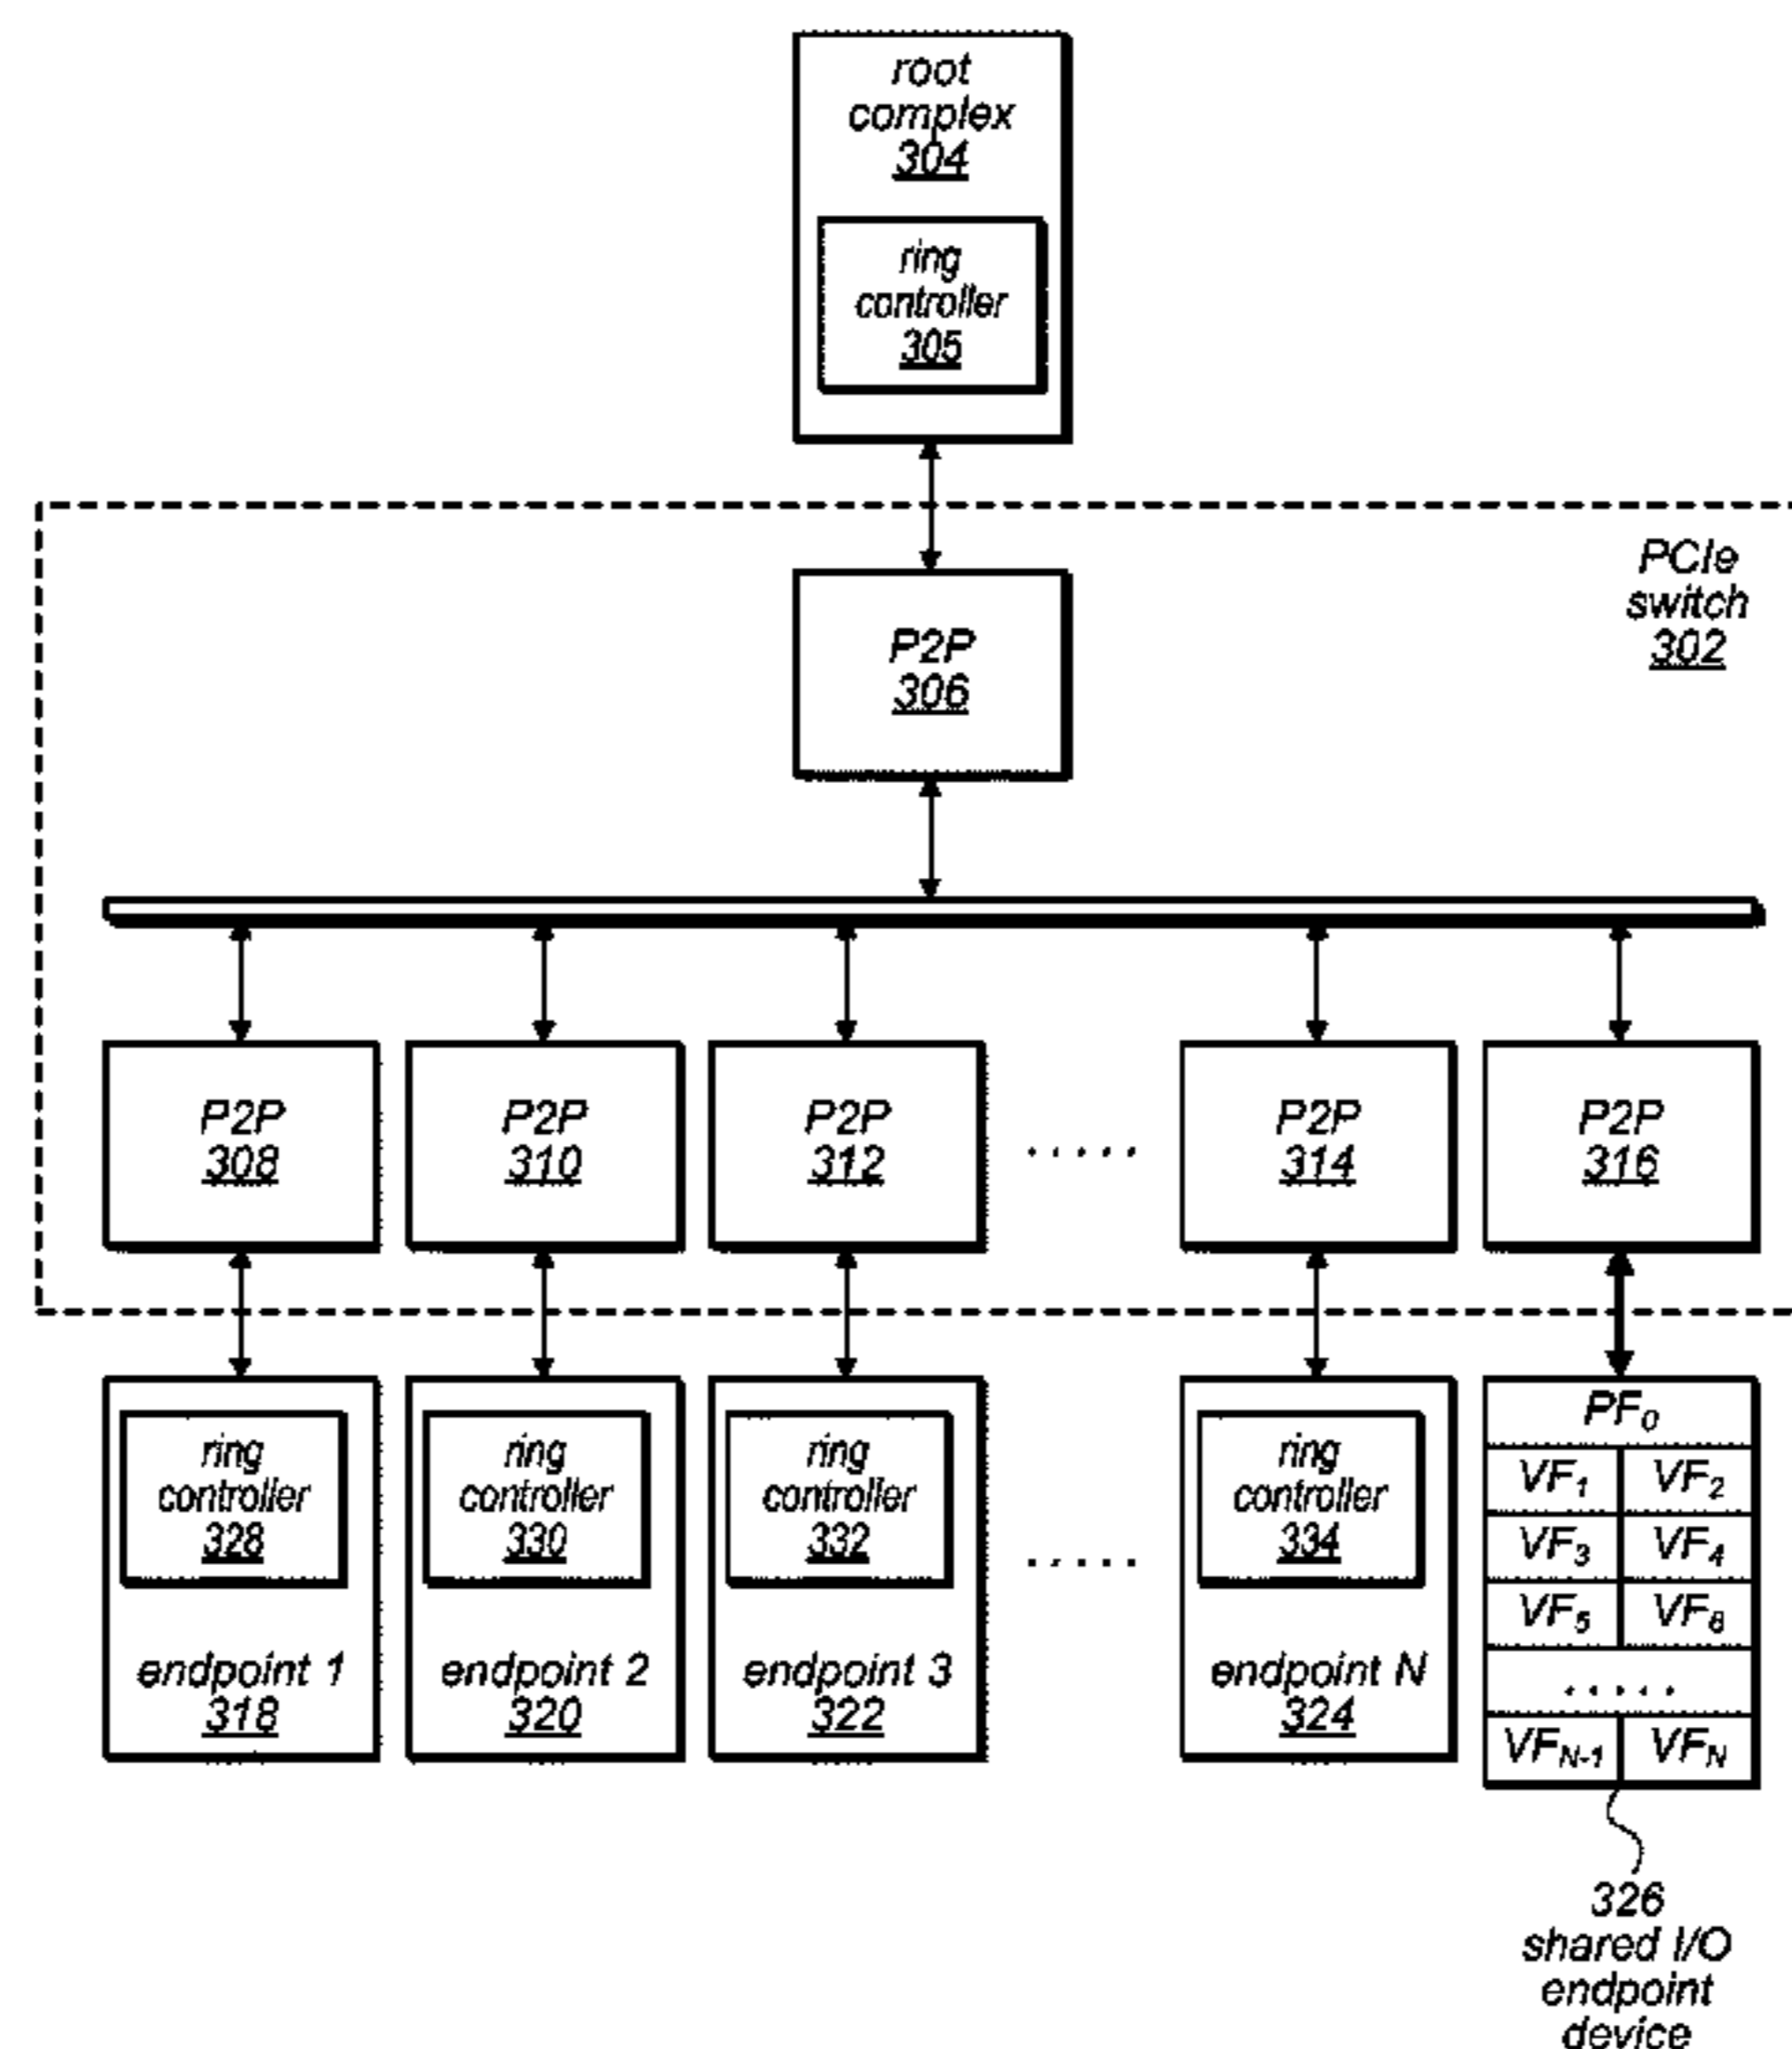 root
complex
304
ring
controller
305
PCIe
switch
302
P2P
306
P2P
308
P2P
310
P2P
312
.....
P2P
314
P2P
316
ring
controller
328
endpoint 1
318
ring
controller
330
endpoint 2
320
ring
controller
332
endpoint 3
322
.....
ring
controller
334
endpoint N
324
PF0
VF1 VF2
VF3 VF4
VF5 VF6
.....
VFN-1 VFN
326
shared I/O
endpoint
device